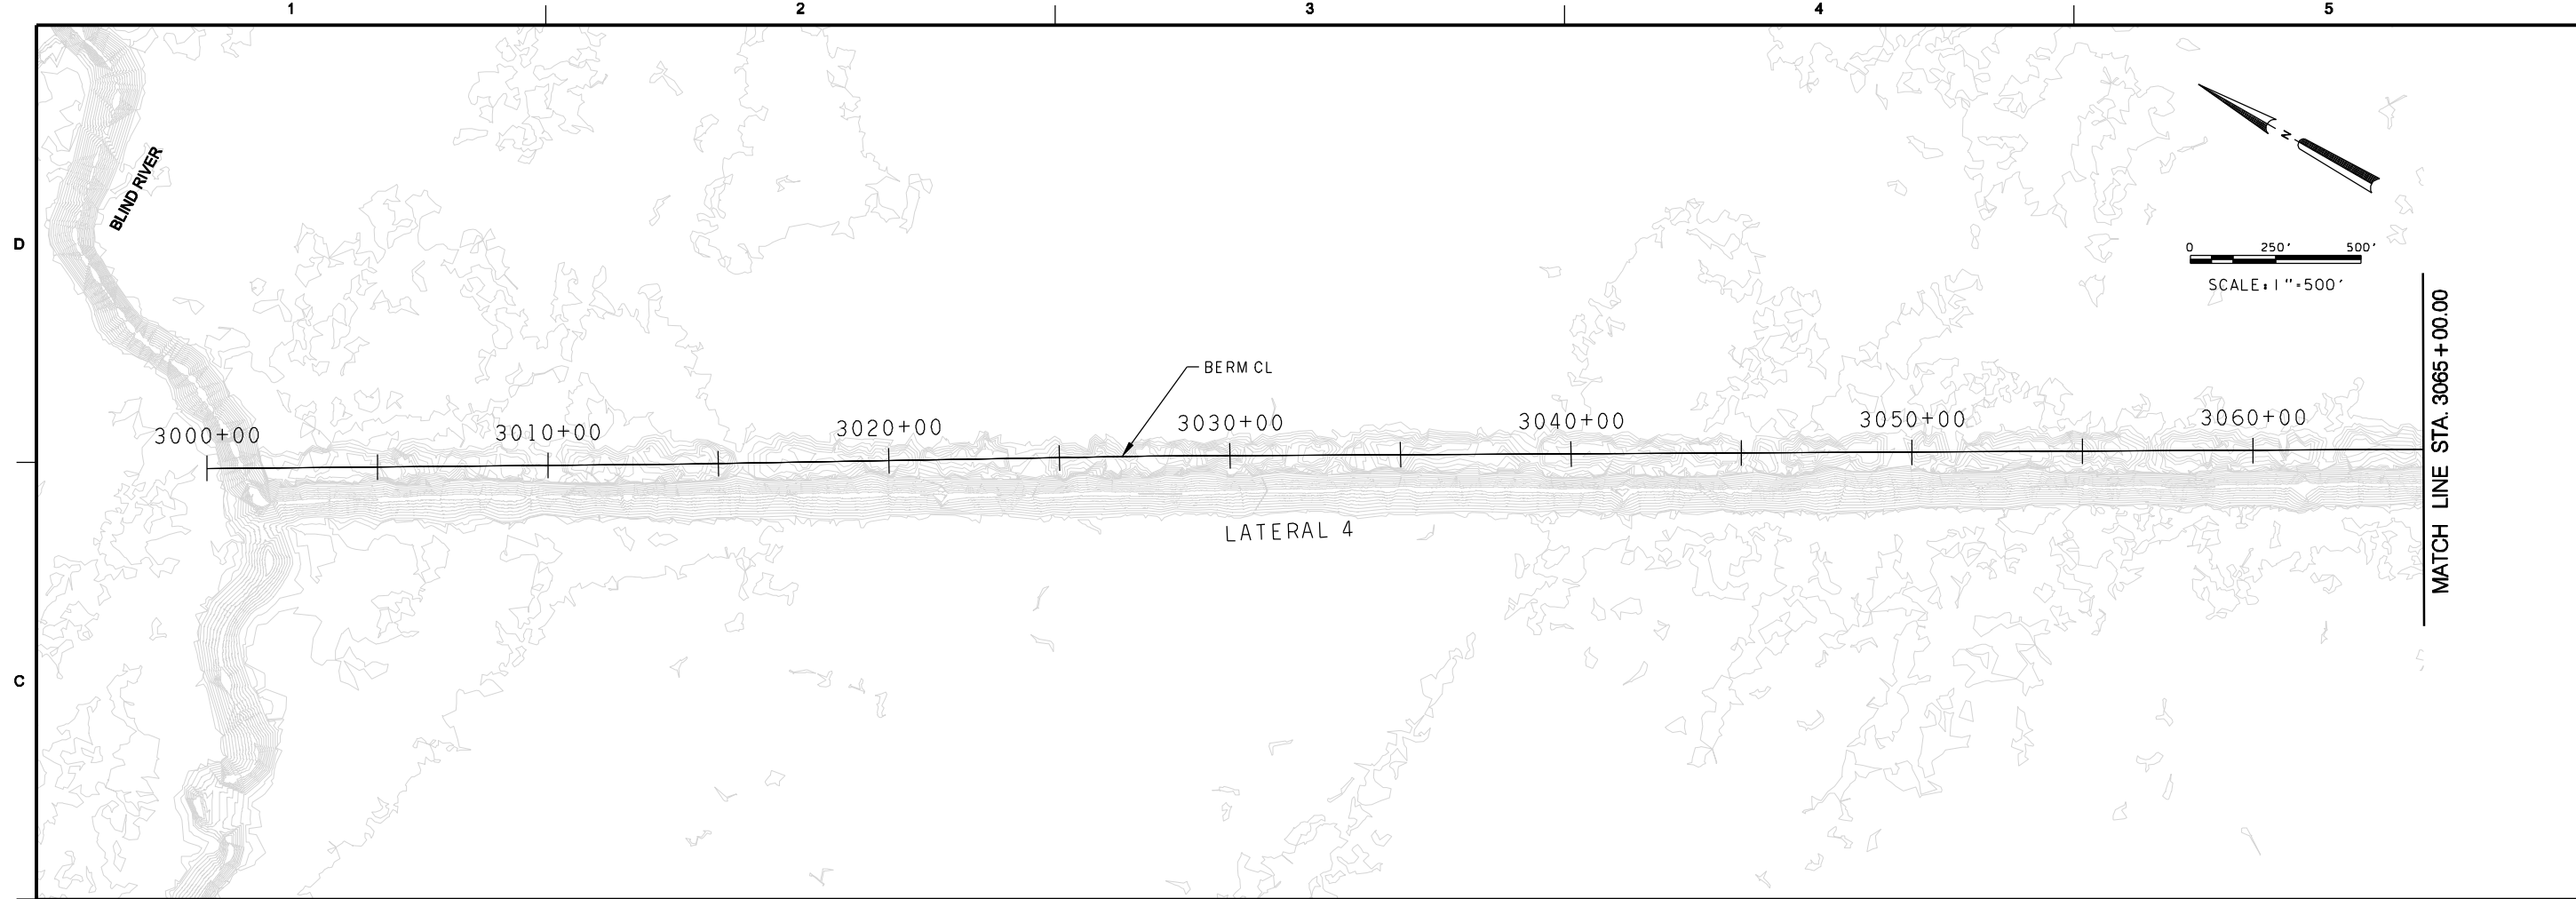 1 2 3 4 5
D
C
BLIND RIVER
N
0 250' 500'
SCALE: 1"=500'
BERM CL
3000+00 3010+00 3020+00 3030+00 3040+00 3050+00 3060+00
LATERAL 4
MATCH LINE STA. 3065+00.00